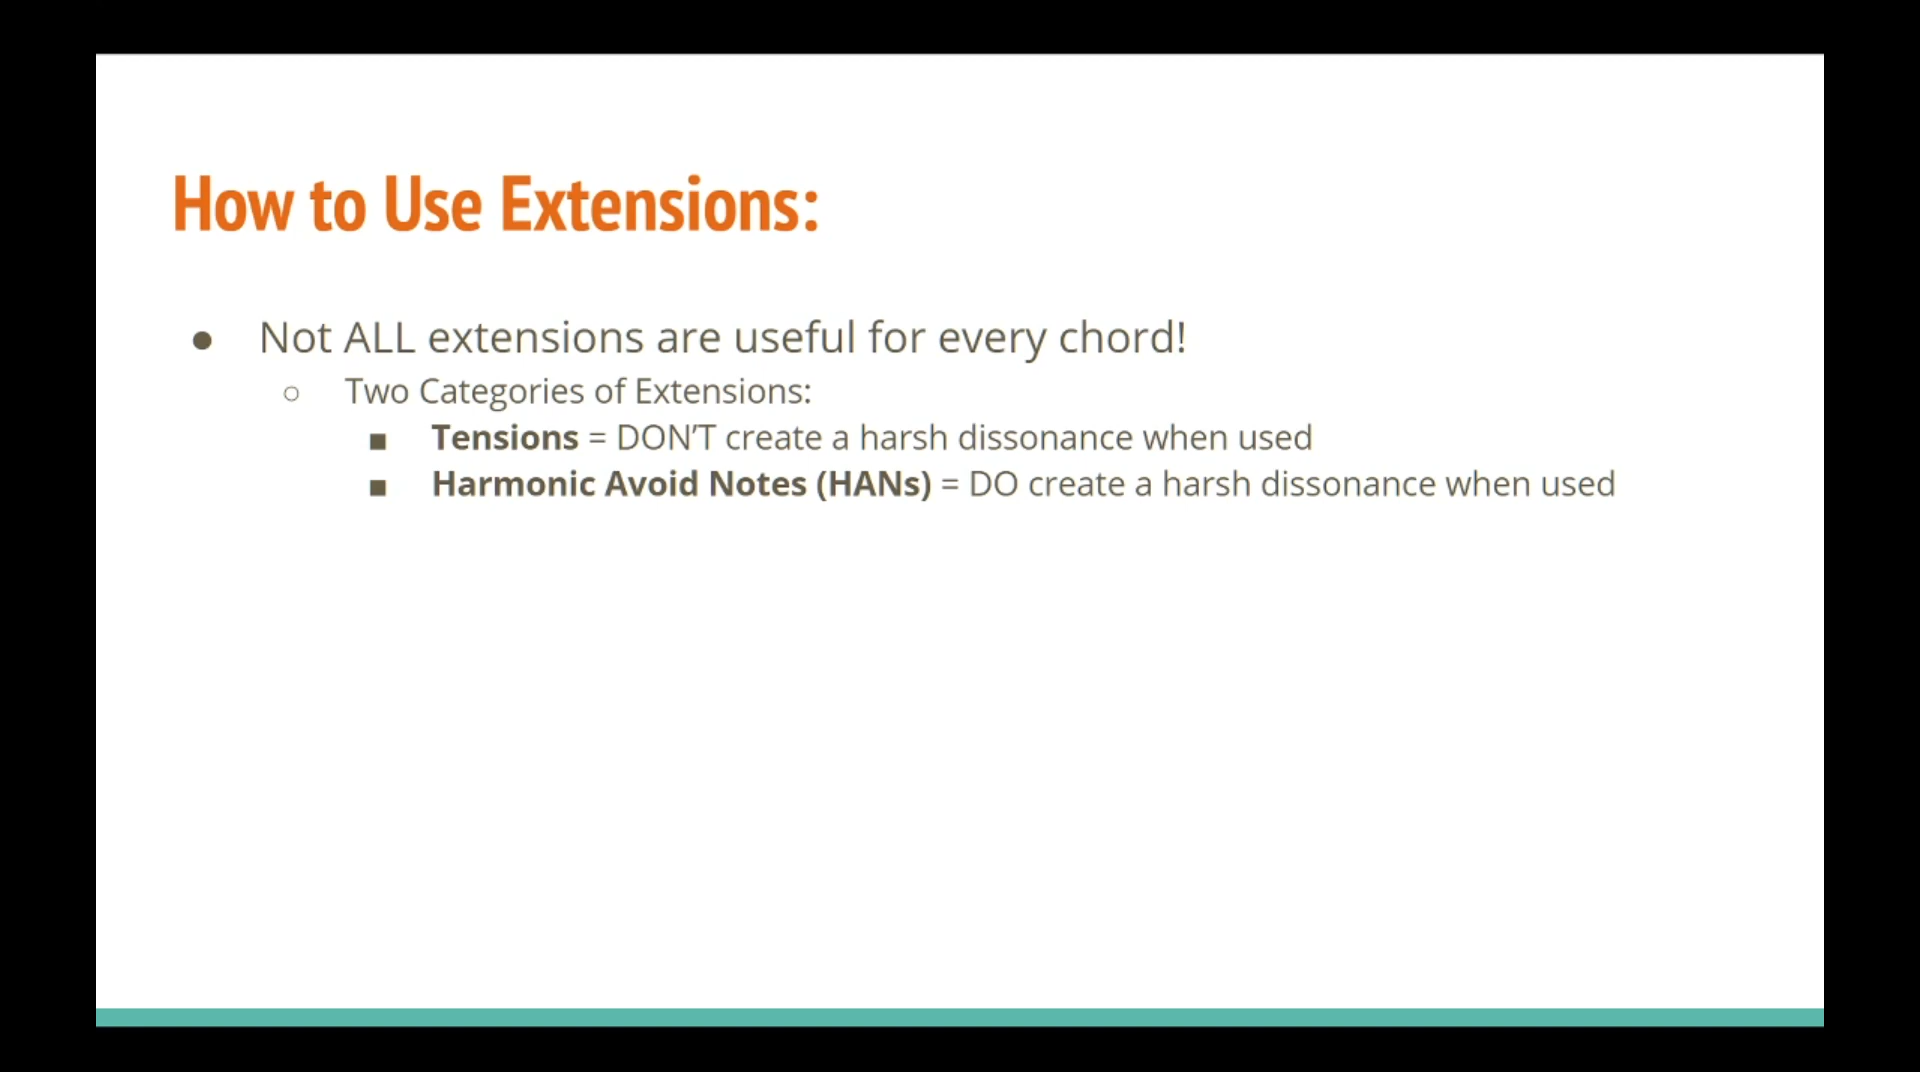 How to Use Extensions:
● Not ALL extensions are useful for every chord!
○ Two Categories of Extensions:
■ Tensions = DON'T create a harsh dissonance when used
■ Harmonic Avoid Notes (HANs) = DO create a harsh dissonance when used